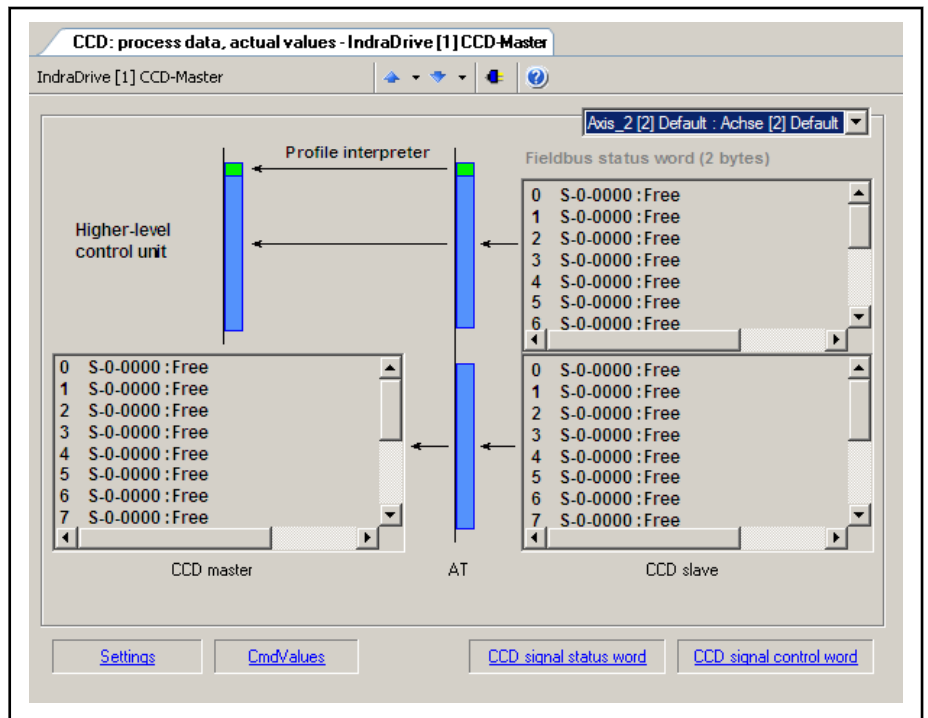 CCD: process data, actual values - IndraDrive [1] CCD-Master
IndraDrive [1] CCD-Master
Axis_2 [2] Default : Achse [2] Default
Profile interpreter
Fieldbus status word (2 bytes)
Higher-level
control unit
0 S-0-0000 : Free
1 S-0-0000 : Free
2 S-0-0000 : Free
3 S-0-0000 : Free
4 S-0-0000 : Free
5 S-0-0000 : Free
6 S-0-0000 : Free
0 S-0-0000 : Free
1 S-0-0000 : Free
2 S-0-0000 : Free
3 S-0-0000 : Free
4 S-0-0000 : Free
5 S-0-0000 : Free
6 S-0-0000 : Free
7 S-0-0000 : Free
0 S-0-0000 : Free
1 S-0-0000 : Free
2 S-0-0000 : Free
3 S-0-0000 : Free
4 S-0-0000 : Free
5 S-0-0000 : Free
6 S-0-0000 : Free
7 S-0-0000 : Free
CCD master
AT
CCD slave
Settings
CmdValues
CCD signal status word
CCD signal control word